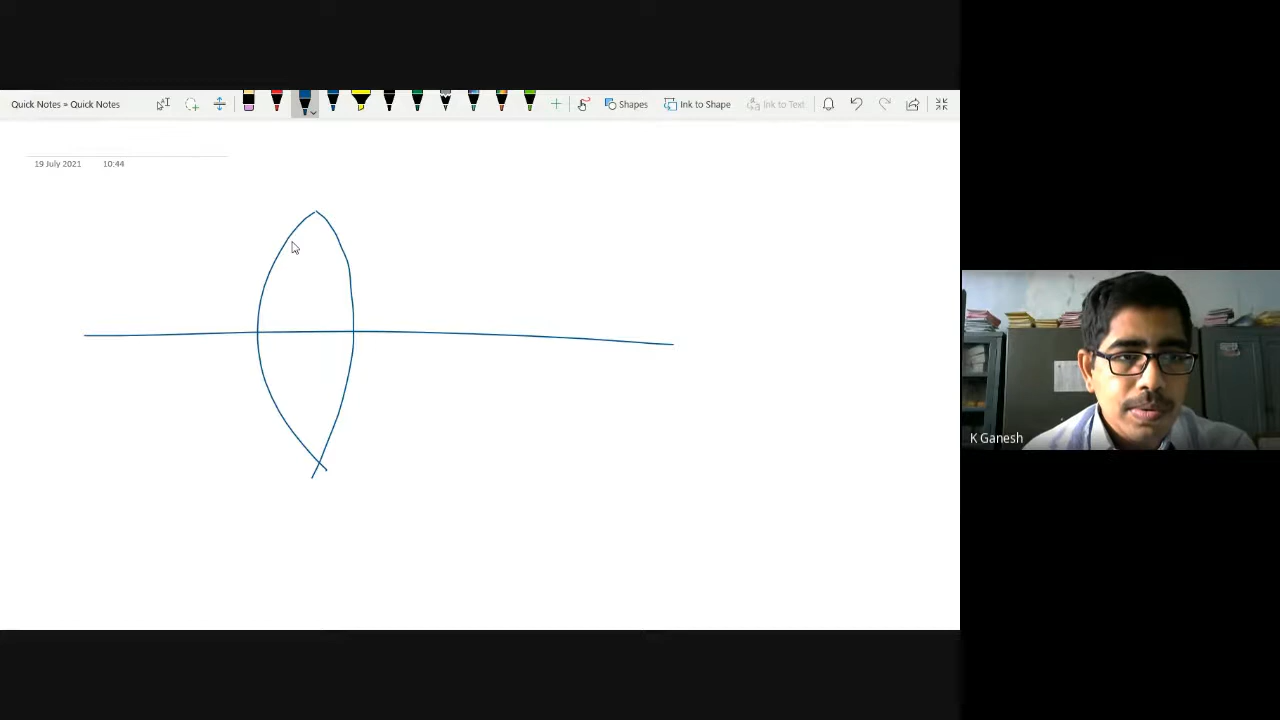 Quick Notes » Quick Notes
Shapes
Ink to Shape
Ink to Text
19 July 2021 10:44
K Ganesh